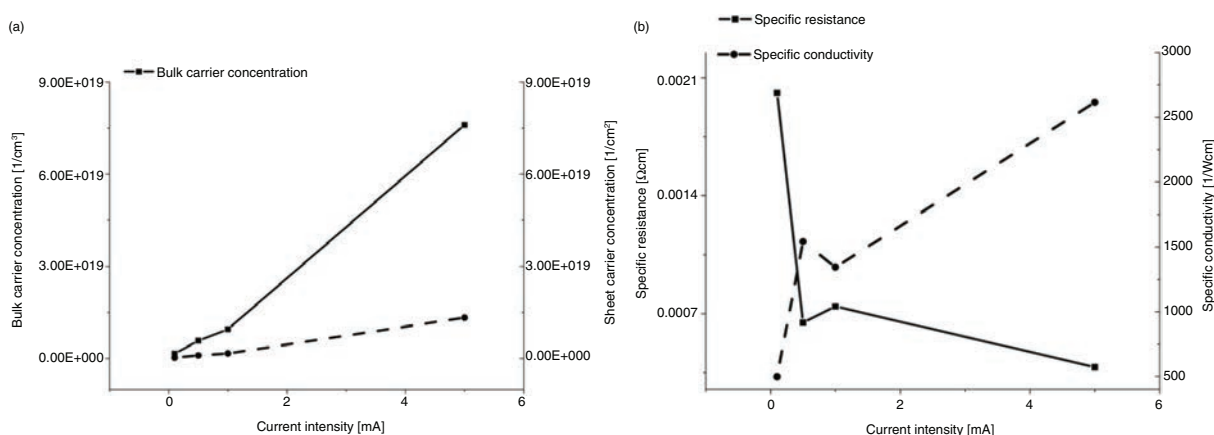 (a)
Bulk carrier concentration
9.00E+019
6.00E+019
3.00E+019
0.00E+000
Bulk carrier concentration [1/cm³]
9.00E+019
6.00E+019
3.00E+019
0.00E+000
Sheet carrier concentration [1/cm²]
0
2
4
6
Current intensity [mA]
(b)
Specific resistance
Specific conductivity
0.0021
0.0014
0.0007
Specific resistance [Ωcm]
3000
2500
2000
1500
1000
500
Specific conductivity [1/Wcm]
0
2
4
6
Current intensity [mA]